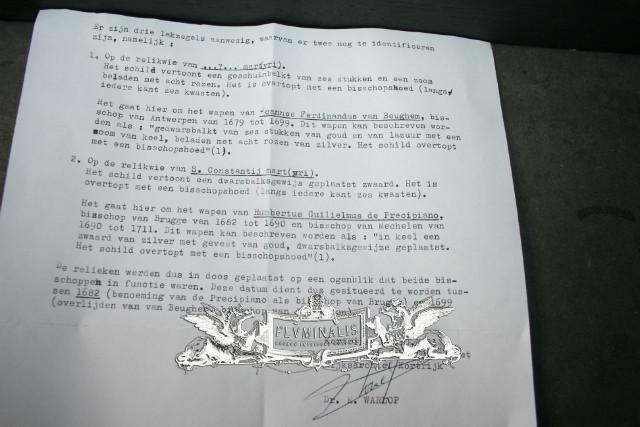 Er zijn drie lakzegels aanwezig, waarvan er twee nog te identificeren
zijn, namelijk :
1. Op de relikwie van ...?... mart(yri).
Het schild vertoont een geschuinbalkt van zes stukken en een zoom
beladen met acht rozen. Het is overtopt met een bisschopshoed (langs
iedere kant zes kwasten).
Het gaat hier om het wapen van Joannes Ferdinandus van Beughem, bis-
schop van Antwerpen van 1679 tot 1699. Dit wapen kan beschreven wor-
den als : "gedwarsbalkt van zes stukken van goud en van lazuur met een
zoom van keel, beladen met acht rozen van zilver. Het schild overtopt
met een bisschopshoed"(1).
2. Op de relikwie van S. Constantij mart(yri).
Het schild vertoont een dwarsbalksgewijs geplaatst zwaard. Het is
overtopt met een bisschopshoed (langs iedere kant zes kwasten).
Het gaat hier om het wapen van Humbertus Guilielmus de Precipiano,
bisschop van Brugge van 1682 tot 1690 en bisschop van Mechelen van
1690 tot 1711. Dit wapen kan beschreven worden als : "in keel een
zwaard van zilver met gevest van goud, dwarsbalksgewijze geplaatst.
Het schild overtopt met een bisschopshoed"(1).
De relieken werden dus in doos geplaatst op een ogenblik dat beide bis-
schoppen in functie waren. Deze datum dient dus gesitueerd te worden tus-
sen 1682 (benoeming van de Precipiano als bisschop van Brugge) en 1699
(overlijden van van Beughem, bisschop van
FLVMINALIS
Kortrijk
Dr. E. WARLOP